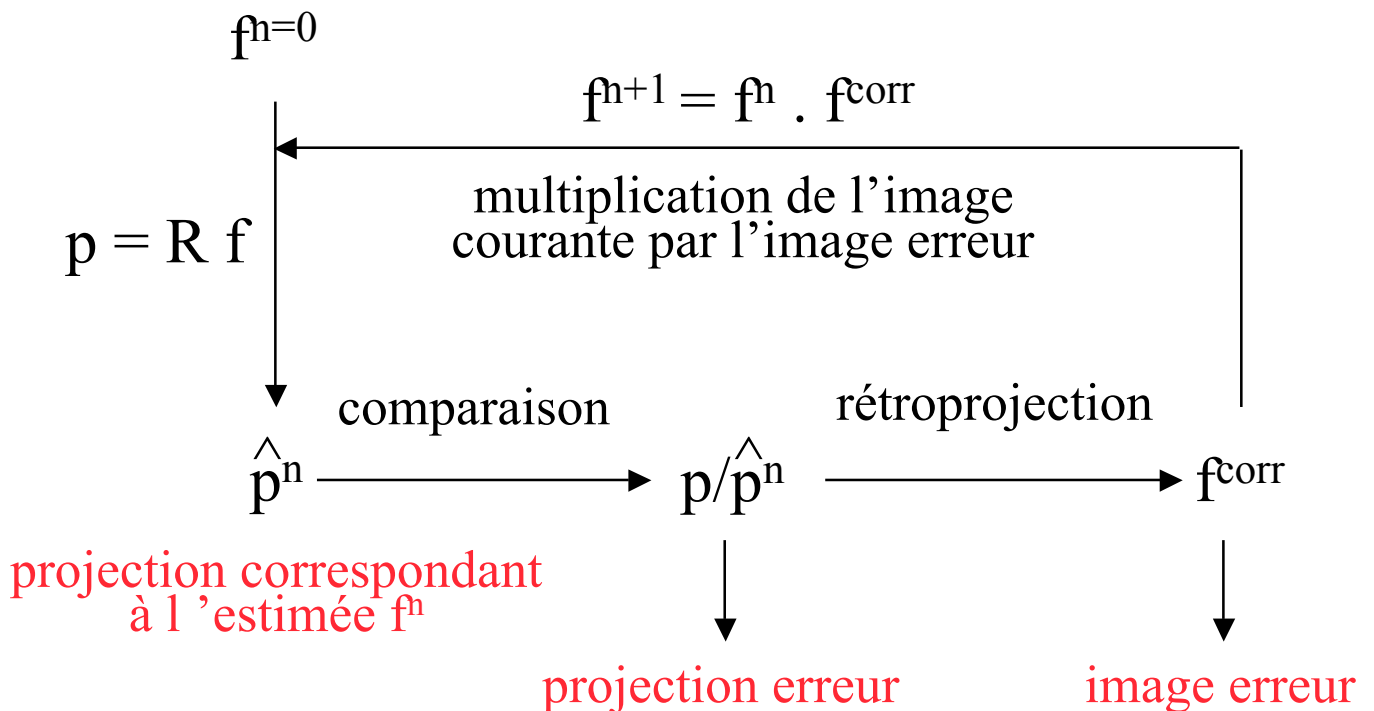 fⁿ⁼⁰
fⁿ⁺¹ = fⁿ . fᶜᵒʳʳ
multiplication de l’image
courante par l’image erreur
p = R f
comparaison
rétroprojection
p̂ⁿ
p/p̂ⁿ
fᶜᵒʳʳ
projection correspondant
à l ’estimée fⁿ
projection erreur
image erreur